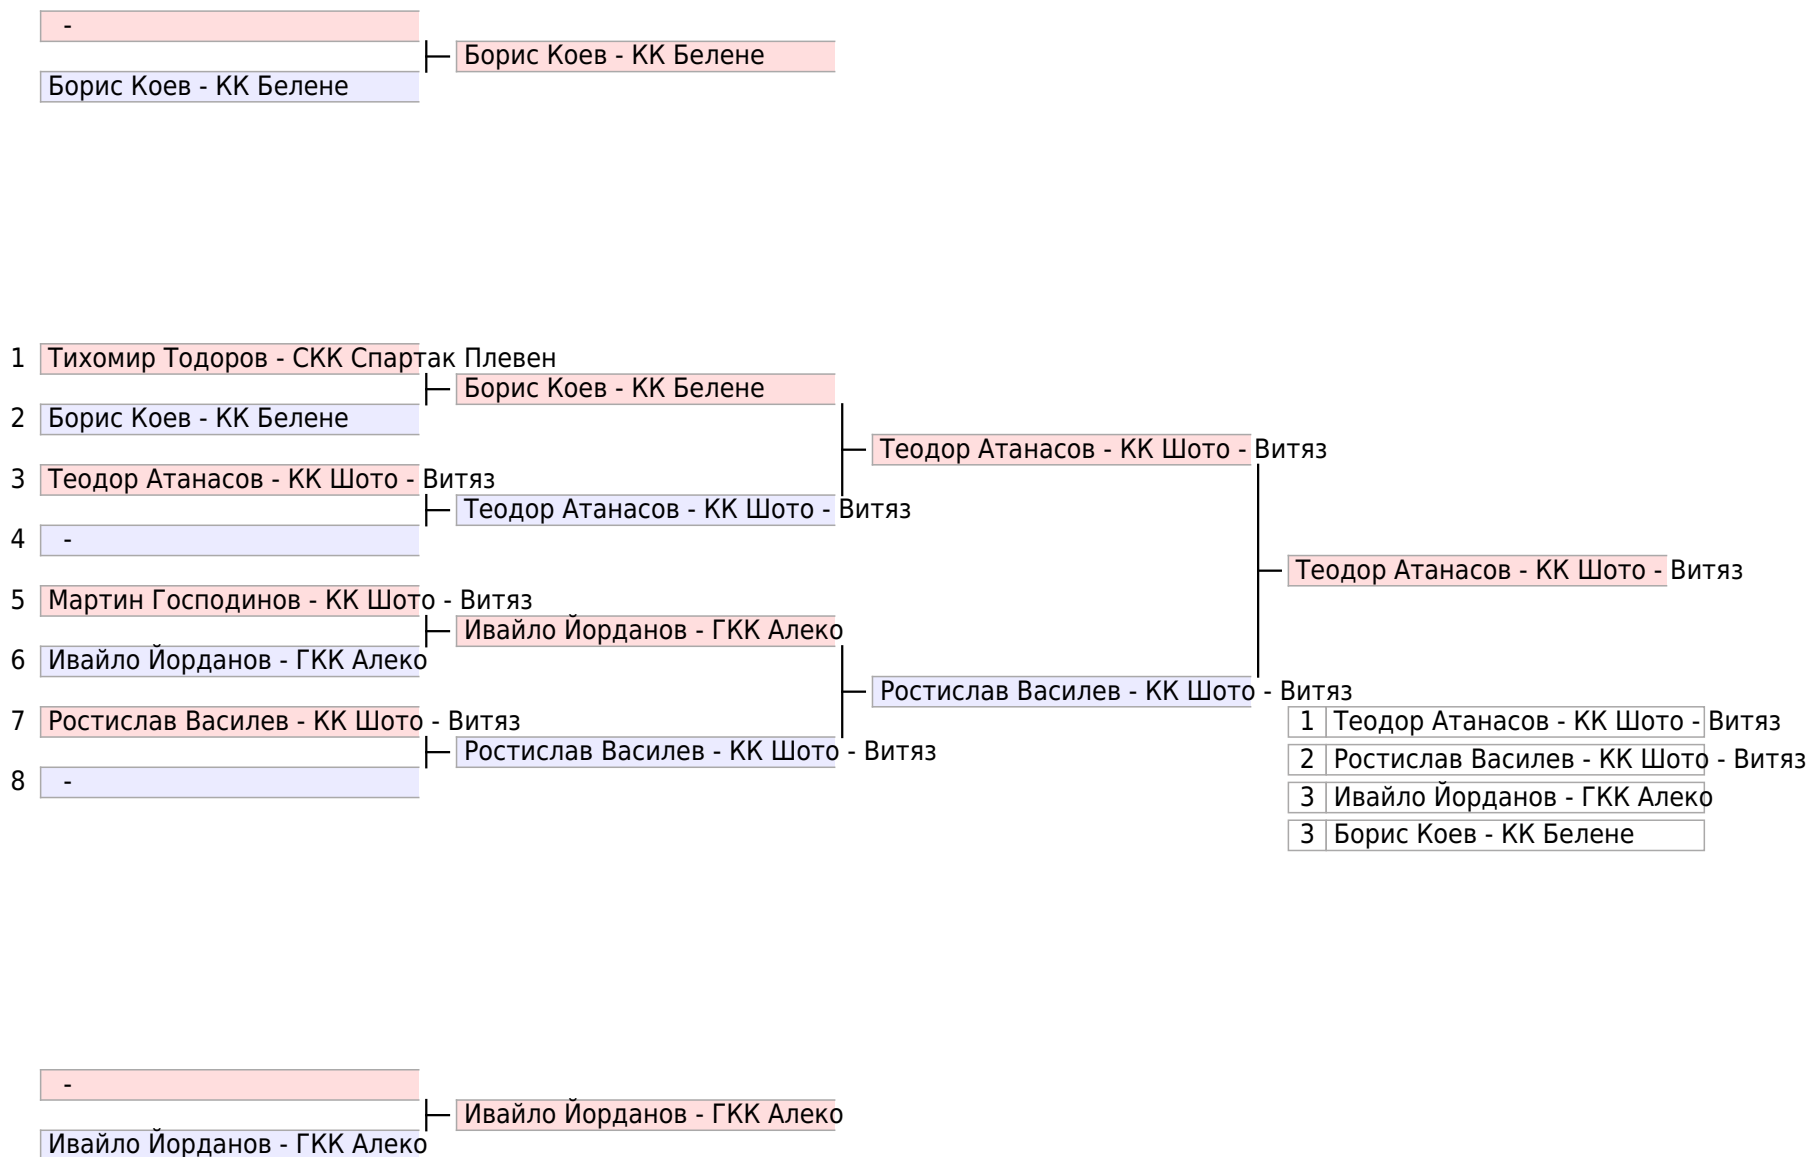 -
Борис Коев - КК Белене
Борис Коев - КК Белене
1 Тихомир Тодоров - СКК Спартак Плевен
Борис Коев - КК Белене
2 Борис Коев - КК Белене
Теодор Атанасов - КК Шото - Витяз
3 Теодор Атанасов - КК Шото - Витяз
Теодор Атанасов - КК Шото - Витяз
4 -
Теодор Атанасов - КК Шото - Витяз
5 Мартин Господинов - КК Шото - Витяз
Ивайло Йорданов - ГКК Алеко
6 Ивайло Йорданов - ГКК Алеко
Ростислав Василев - КК Шото - Витяз
7 Ростислав Василев - КК Шото - Витяз
Ростислав Василев - КК Шото - Витяз
8 -
1 Теодор Атанасов - КК Шото - Витяз
2 Ростислав Василев - КК Шото - Витяз
3 Ивайло Йорданов - ГКК Алеко
3 Борис Коев - КК Белене
-
Ивайло Йорданов - ГКК Алеко
Ивайло Йорданов - ГКК Алеко